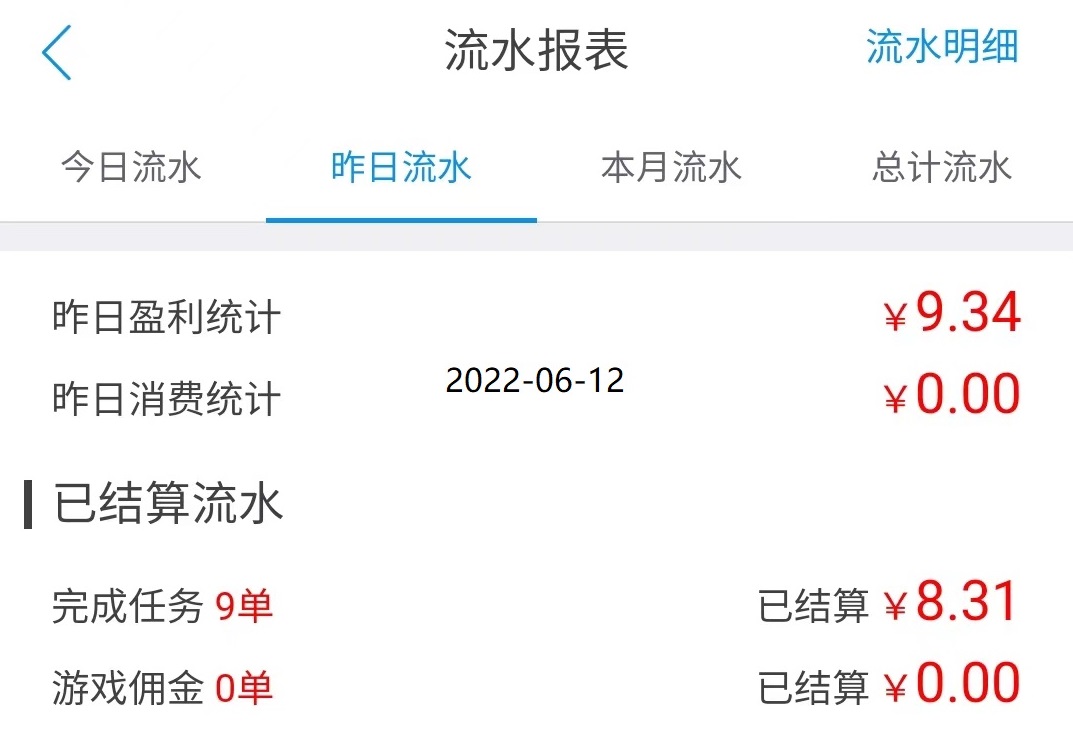 流水报表 流水明细
今日流水 昨日流水 本月流水 总计流水
昨日盈利统计 ¥9.34
2022-06-12
昨日消费统计 ¥0.00
已结算流水
完成任务 9单 已结算 ¥8.31
游戏佣金 0单 已结算 ¥0.00